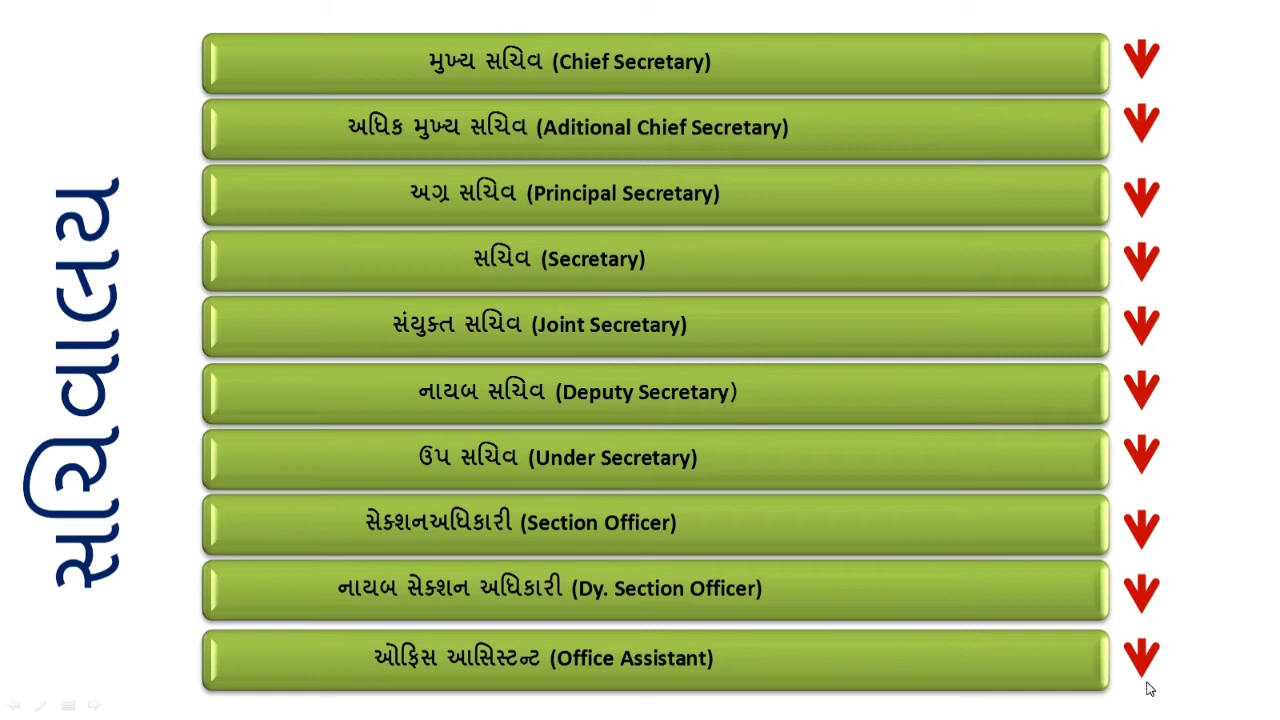 સચિવાલય
મુખ્ય સચિવ (Chief Secretary)
અધિક મુખ્ય સચિવ (Aditional Chief Secretary)
અગ્ર સચિવ (Principal Secretary)
સચિવ (Secretary)
સંયુક્ત સચિવ (Joint Secretary)
નાયબ સચિવ (Deputy Secretary)
ઉપ સચિવ (Under Secretary)
સેક્શનઅધિકારી (Section Officer)
નાયબ સેક્શન અધિકારી (Dy. Section Officer)
ઓફિસ આસિસ્ટન્ટ (Office Assistant)